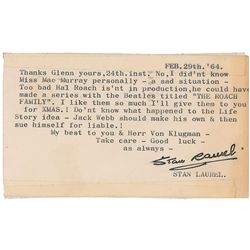 FEB.29th. '64.
Thanks Glenn yours,24th.inst. No,I did'nt know
Miss Mae Murray personally - a sad situation -
Too bad Hal Roach is'nt in production,he could have
made a series with the Beatles titled "THE ROACH
FAMILY". I like them so much I'll give them to you
for XMAS.! Do'nt know what happened to the Life
Story idea - Jack Webb should make his own & then
sue himself for liable.!
My best to you & Herr Von Klugman -
Take care - Good luck -
as always -
Stan Laurel
STAN LAUREL.